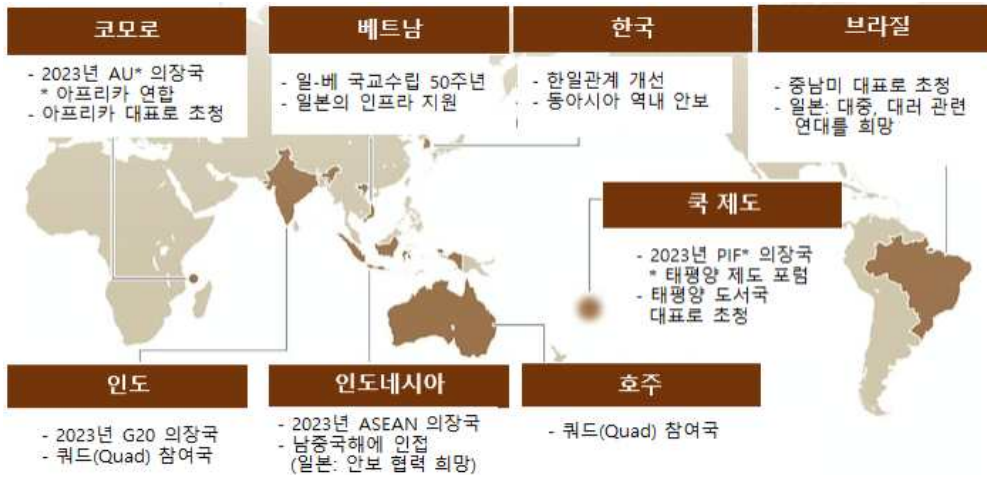 코모로
- 2023년 AU* 의장국
* 아프리카 연합
- 아프리카 대표로 초청
베트남
- 일-베 국교수립 50주년
- 일본의 인프라 지원
한국
- 한일관계 개선
- 동아시아 역내 안보
브라질
- 중남미 대표로 초청
- 일본: 대중, 대러 관련
연대를 희망
쿡 제도
- 2023년 PIF* 의장국
* 태평양 제도 포럼
- 태평양 도서국
대표로 초청
인도
- 2023년 G20 의장국
- 쿼드(Quad) 참여국
인도네시아
- 2023년 ASEAN 의장국
- 남중국해에 인접
(일본: 안보 협력 희망)
호주
- 쿼드(Quad) 참여국